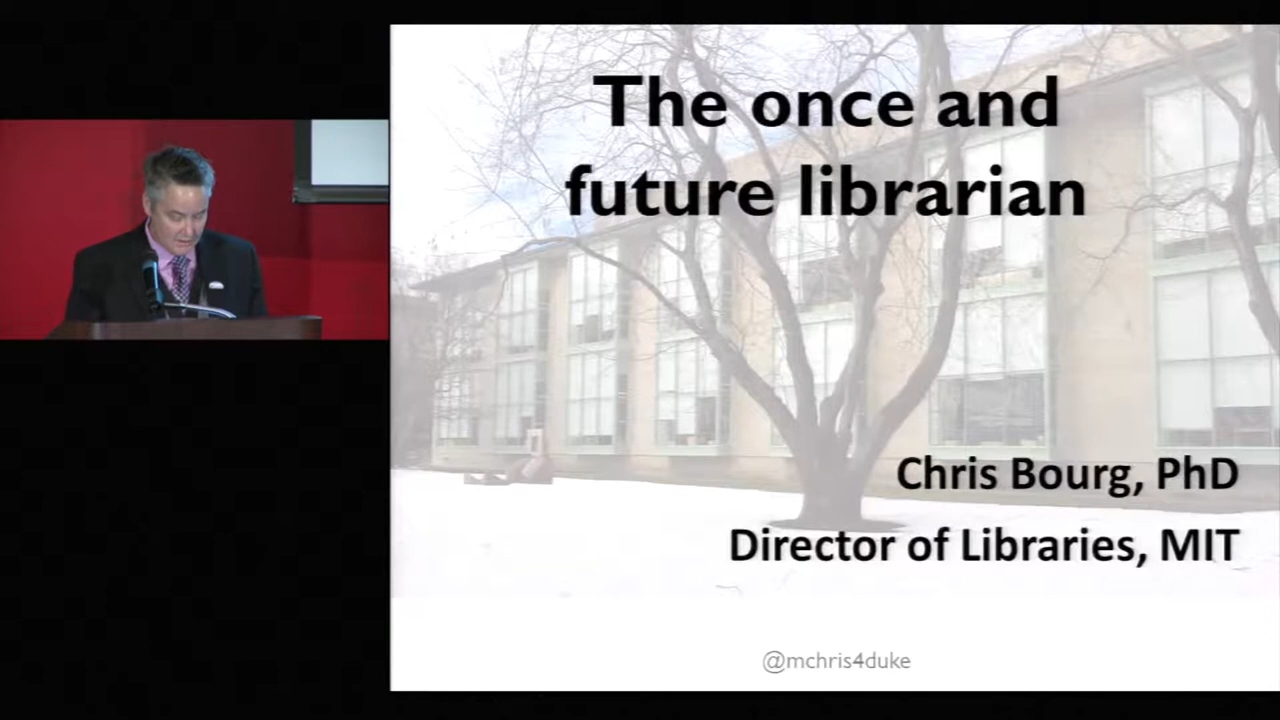 The once and
future librarian
Chris Bourg, PhD
Director of Libraries, MIT
@mchris4duke